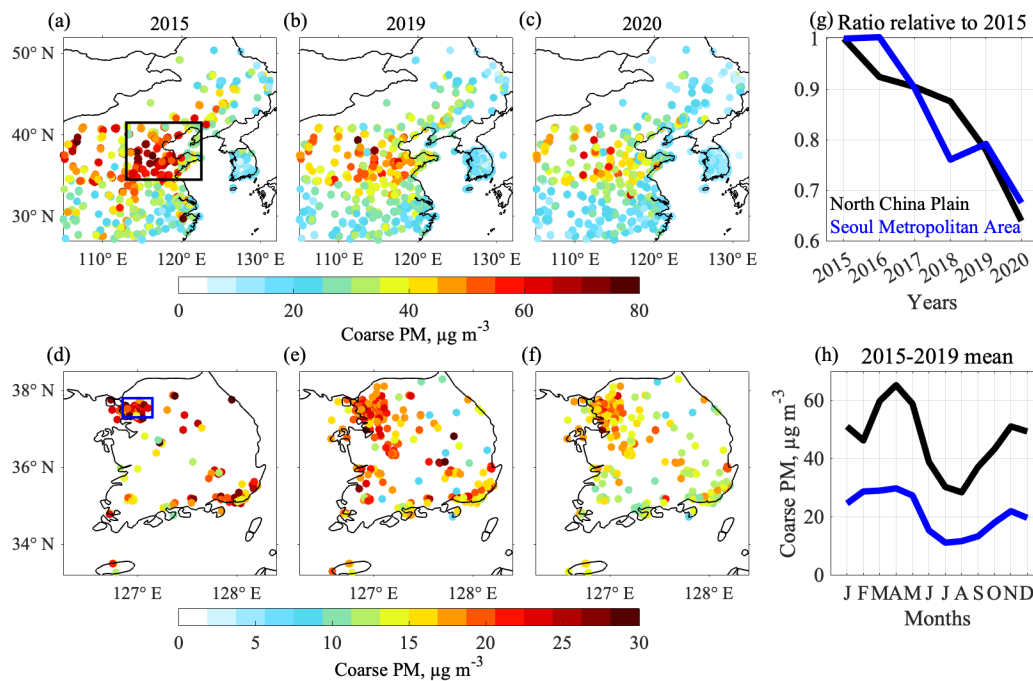 (a) 2015
(b) 2019
(c) 2020
50° N
40° N
30° N
110° E 120° E 130° E
110° E 120° E 130° E
110° E 120° E 130° E
0 20 40 60 80
Coarse PM, µg m-3
(g) Ratio relative to 2015
1
0.9
0.8
0.7
0.6
North China Plain
Seoul Metropolitan Area
2015 2016 2017 2018 2019 2020
Years
(d)
(e)
(f)
38° N
36° N
34° N
127° E 128° E
127° E 128° E
127° E 128° E
0 5 10 15 20 25 30
Coarse PM, µg m-3
(h) 2015-2019 mean
Coarse PM, µg m-3
60
40
20
0
J F M A M J J A S O N D
Months